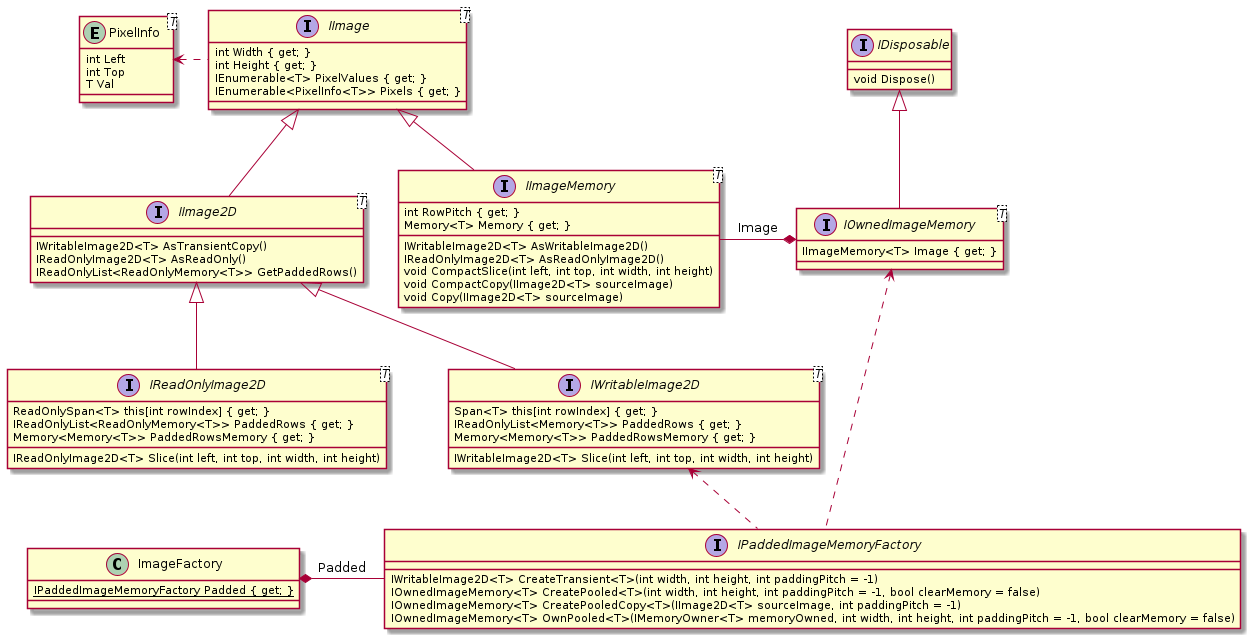 E PixelInfo
T
int Left
int Top
T Val
I IImage
T
int Width { get; }
int Height { get; }
IEnumerable<T> PixelValues { get; }
IEnumerable<PixelInfo<T>> Pixels { get; }
I IDisposable
void Dispose()
I IImage2D
T
IWritableImage2D<T> AsTransientCopy()
IReadOnlyImage2D<T> AsReadOnly()
IReadOnlyList<ReadOnlyMemory<T>> GetPaddedRows()
I IImageMemory
T
int RowPitch { get; }
Memory<T> Memory { get; }
IWritableImage2D<T> AsWritableImage2D()
IReadOnlyImage2D<T> AsReadOnlyImage2D()
void CompactSlice(int left, int top, int width, int height)
void CompactCopy(IImage2D<T> sourceImage)
void Copy(IImage2D<T> sourceImage)
Image
I IOwnedImageMemory
T
IImageMemory<T> Image { get; }
I IReadOnlyImage2D
T
ReadOnlySpan<T> this[int rowIndex] { get; }
IReadOnlyList<ReadOnlyMemory<T>> PaddedRows { get; }
Memory<Memory<T>> PaddedRowsMemory { get; }
IReadOnlyImage2D<T> Slice(int left, int top, int width, int height)
I IWritableImage2D
T
Span<T> this[int rowIndex] { get; }
IReadOnlyList<Memory<T>> PaddedRows { get; }
Memory<Memory<T>> PaddedRowsMemory { get; }
IWritableImage2D<T> Slice(int left, int top, int width, int height)
C ImageFactory
IPaddedImageMemoryFactory Padded { get; }
Padded
I IPaddedImageMemoryFactory
IWritableImage2D<T> CreateTransient<T>(int width, int height, int paddingPitch = -1)
IOwnedImageMemory<T> CreatePooled<T>(int width, int height, int paddingPitch = -1, bool clearMemory = false)
IOwnedImageMemory<T> CreatePooledCopy<T>(IImage2D<T> sourceImage, int paddingPitch = -1)
IOwnedImageMemory<T> OwnPooled<T>(IMemoryOwner<T> memoryOwned, int width, int height, int paddingPitch = -1, bool clearMemory = false)